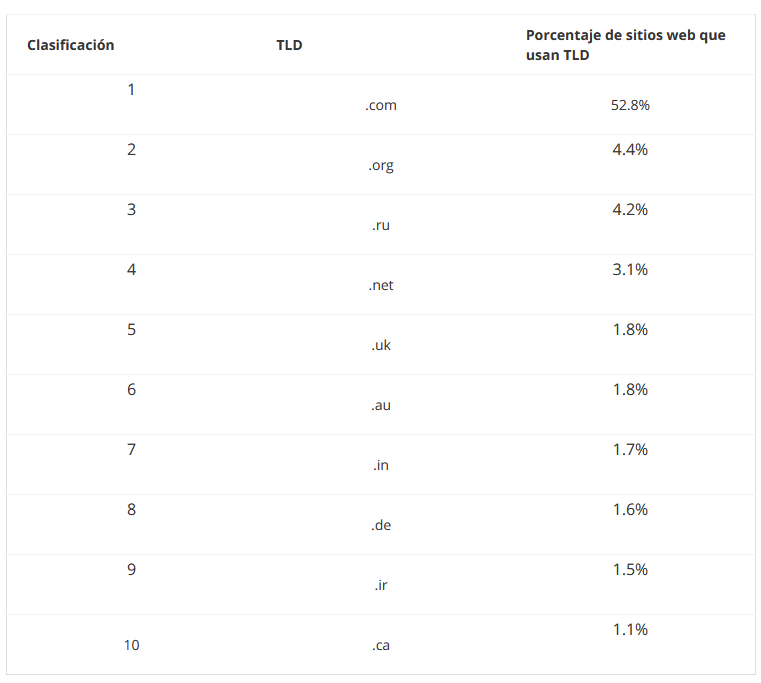 Clasificación TLD Porcentaje de sitios web que
usan TLD
1 .com 52.8%
2 .org 4.4%
3 .ru 4.2%
4 .net 3.1%
5 .uk 1.8%
6 .au 1.8%
7 .in 1.7%
8 .de 1.6%
9 .ir 1.5%
10 .ca 1.1%